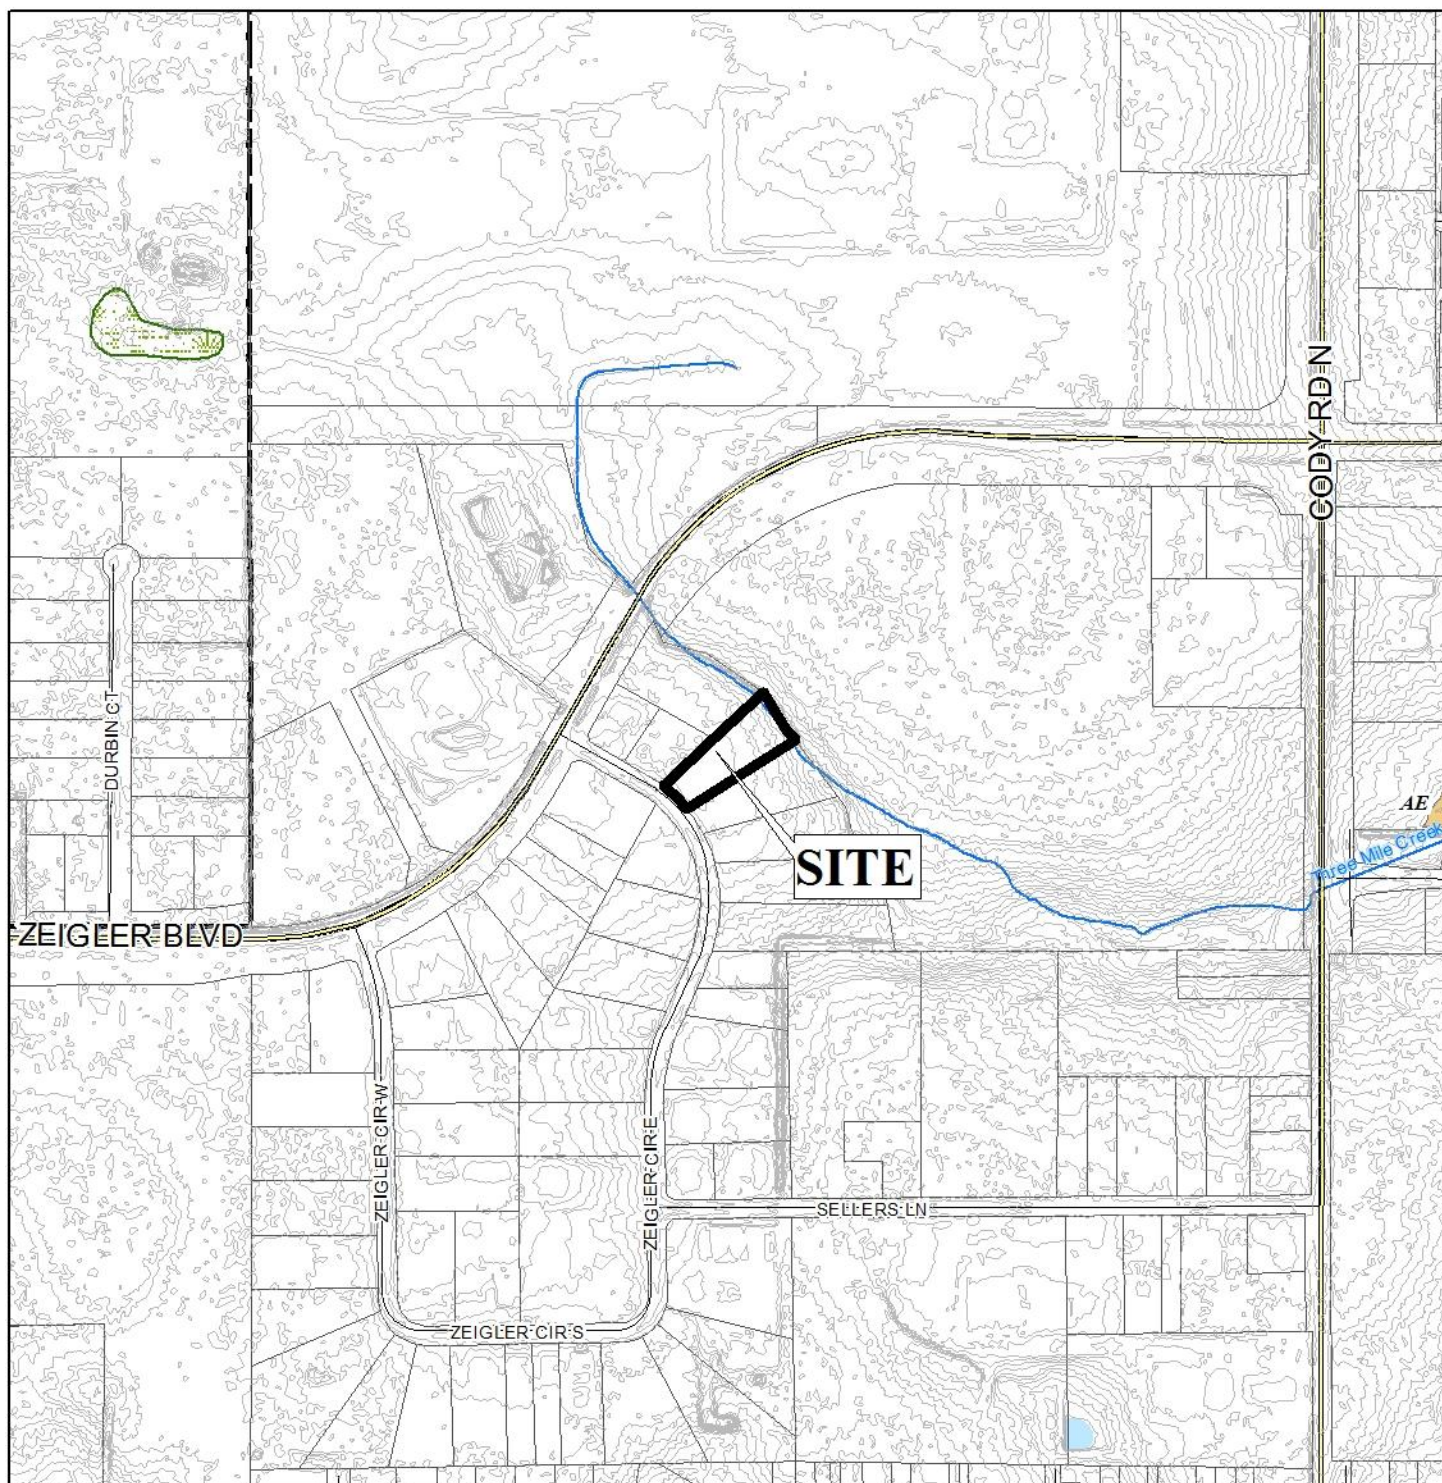 CODY RD N
DURBIN CT
AE
Three Mile Creek
SITE
ZEIGLER BLVD
ZEIGLER CIR W
ZEIGLER CIR E
SELLERS LN
ZEIGLER CIR S